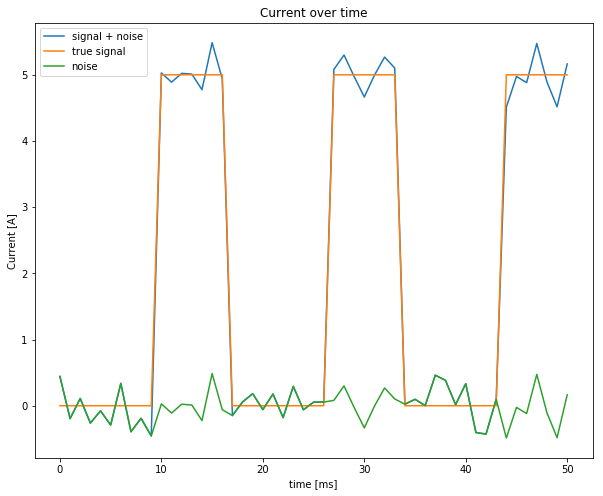 Current over time
signal + noise
true signal
noise
5
4
3
2
1
0
Current [A]
0
10
20
30
40
50
time [ms]